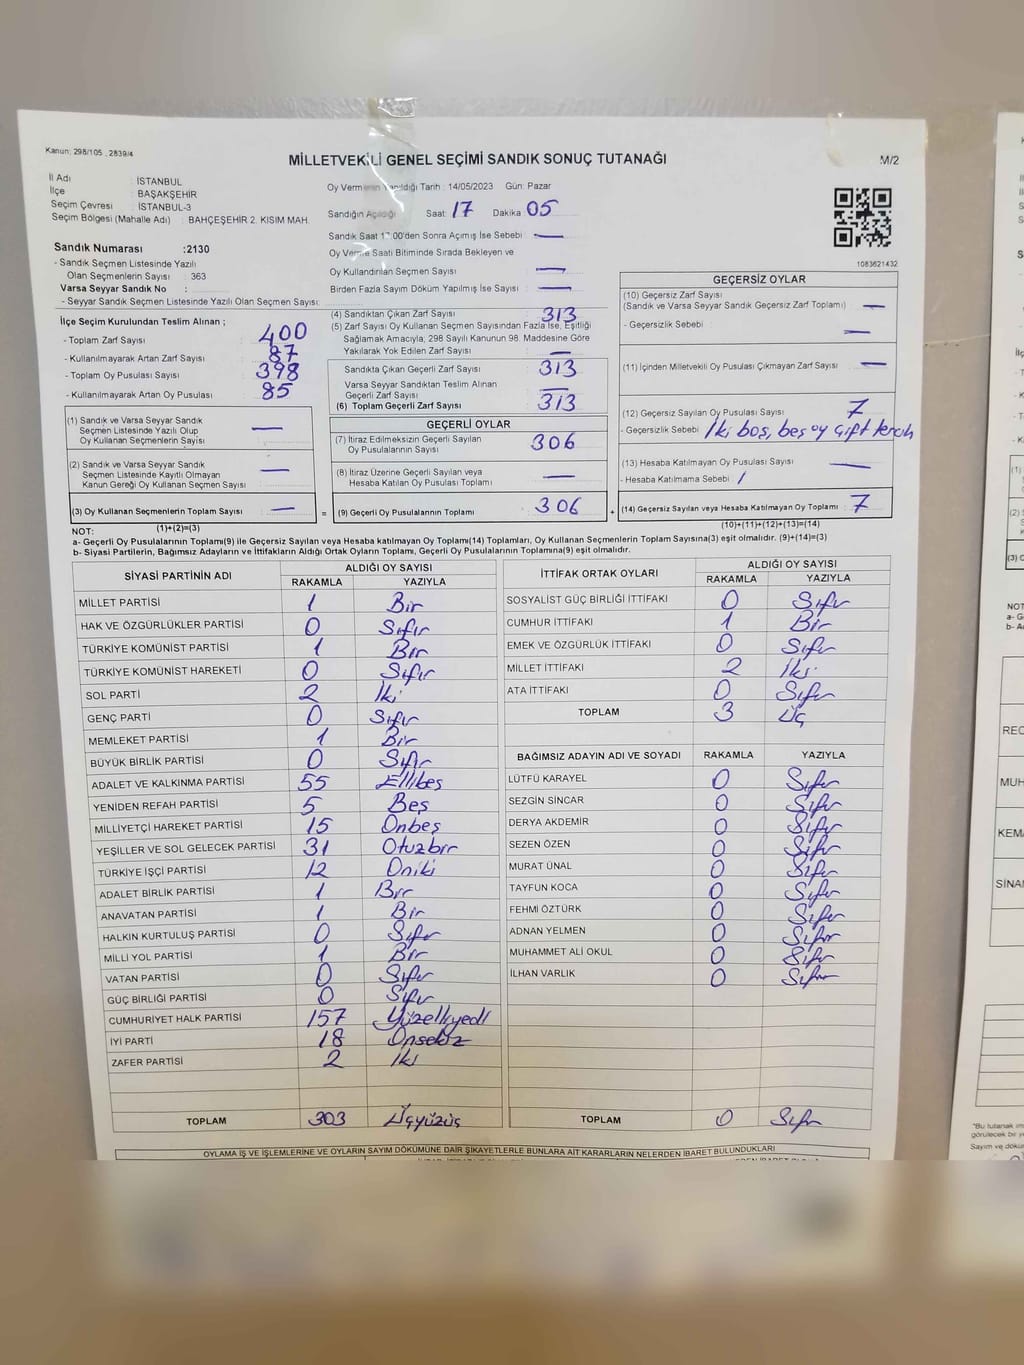 Kanun: 298/105 , 2839/4
MİLLETVEKİLİ GENEL SEÇİMİ SANDIK SONUÇ TUTANAĞI
M/2
İl Adı : İSTANBUL
İlçe : BAŞAKŞEHİR
Seçim Çevresi : İSTANBUL-3
Seçim Bölgesi (Mahalle Adı) : BAHÇEŞEHİR 2. KISIM MAH.
Sandık Numarası :2130
- Sandık Seçmen Listesinde Yazılı
Olan Seçmenlerin Sayısı : 363
Varsa Seyyar Sandık No :
- Seyyar Sandık Seçmen Listesinde Yazılı Olan Seçmen Sayısı:
Oy Vermenin Yapıldığı Tarih : 14/05/2023 Gün: Pazar
Sandığın Açıldığı Saat: 17 Dakika 05
Sandık Saat 17:00'den Sonra Açımış İse Sebebi : —
Oy Verme Saati Bitiminde Sırada Bekleyen ve
Oy Kullandırılan Seçmen Sayısı : —
Birden Fazla Sayım Döküm Yapılmış İse Sayısı : —
1083621432
İlçe Seçim Kurulundan Teslim Alınan ;
- Toplam Zarf Sayısı : 400
- Kullanılmayarak Artan Zarf Sayısı : 87
- Toplam Oy Pusulası Sayısı : 398
- Kullanılmayarak Artan Oy Pusulası : 85
(4) Sandıktan Çıkan Zarf Sayısı : 313
(5) Zarf Sayısı Oy Kullanan Seçmen Sayısından Fazla İse, Eşitliği
Sağlamak Amacıyla, 298 Sayılı Kanunun 98. Maddesine Göre
Yakılarak Yok Edilen Zarf Sayısı : —
Sandıkta Çıkan Geçerli Zarf Sayısı : 313
Varsa Seyyar Sandıktan Teslim Alınan
Geçerli Zarf Sayısı : —
(6) Toplam Geçerli Zarf Sayısı : 313
GEÇERSİZ OYLAR
(10) Geçersiz Zarf Sayısı
(Sandık ve Varsa Seyyar Sandık Geçersiz Zarf Toplamı) : —
- Geçersizlik Sebebi : —
(11) İçinden Milletvekili Oy Pusulası Çıkmayan Zarf Sayısı : —
(12) Geçersiz Sayılan Oy Pusulası Sayısı : 7
- Geçersizlik Sebebi : İki boş, beş oy çift tercih
(13) Hesaba Katılmayan Oy Pusulası Sayısı : —
- Hesaba Katılmama Sebebi : /
(14) Geçersiz Sayılan veya Hesaba Katılmayan Oy Toplamı : 7
(10)+(11)+(12)+(13)=(14)
(1) Sandık ve Varsa Seyyar Sandık
Seçmen Listesinde Yazılı Olup
Oy Kullanan Seçmenlerin Sayısı : —
(2) Sandık ve Varsa Seyyar Sandık
Seçmen Listesinde Kayıtlı Olmayan
Kanun Gereği Oy Kullanan Seçmen Sayısı : —
(3) Oy Kullanan Seçmenlerin Toplam Sayısı : —
(1)+(2)=(3)
GEÇERLİ OYLAR
(7) İtiraz Edilmeksizin Geçerli Sayılan
Oy Pusulalarının Sayısı : 306
(8) İtiraz Üzerine Geçerli Sayılan veya
Hesaba Katılan Oy Pusulası Toplamı : —
= (9) Geçerli Oy Pusulalarının Toplamı : 306 +
NOT:
a- Geçerli Oy Pusulalarının Toplamı(9) ile Geçersiz Sayılan veya Hesaba katılmayan Oy Toplam(14) Toplamları, Oy Kullanan Seçmenlerin Toplam Sayısına(3) eşit olmalıdır. (9)+(14)=(3)
b- Siyasi Partilerin, Bağımsız Adayların ve İttifakların Aldığı Ortak Oyların Toplamı, Geçerli Oy Pusulalarının Toplamına(9) eşit olmalıdır.
SİYASİ PARTİNİN ADI ALDIĞI OY SAYISI
RAKAMLA YAZIYLA
MİLLET PARTİSİ 1 Bir
HAK VE ÖZGÜRLÜKLER PARTİSİ 0 Sıfır
TÜRKİYE KOMÜNİST PARTİSİ 1 Bir
TÜRKİYE KOMÜNİST HAREKETİ 0 Sıfır
SOL PARTİ 2 İki
GENÇ PARTİ 0 Sıfır
MEMLEKET PARTİSİ 1 Bir
BÜYÜK BİRLİK PARTİSİ 0 Sıfır
ADALET VE KALKINMA PARTİSİ 55 Ellibeş
YENİDEN REFAH PARTİSİ 5 Beş
MİLLİYETÇİ HAREKET PARTİSİ 15 Onbeş
YEŞİLLER VE SOL GELECEK PARTİSİ 31 Otuzbir
TÜRKİYE İŞÇİ PARTİSİ 12 Oniki
ADALET BİRLİK PARTİSİ 1 Bir
ANAVATAN PARTİSİ 1 Bir
HALKIN KURTULUŞ PARTİSİ 0 Sıfır
MİLLİ YOL PARTİSİ 1 Bir
VATAN PARTİSİ 0 Sıfır
GÜÇ BİRLİĞİ PARTİSİ 0 Sıfır
CUMHURİYET HALK PARTİSİ 157 Yüzelliyedi
İYİ PARTİ 18 Onsekiz
ZAFER PARTİSİ 2 İki
TOPLAM 303 Üçyüzüç
İTTİFAK ORTAK OYLARI ALDIĞI OY SAYISI
RAKAMLA YAZIYLA
SOSYALİST GÜÇ BİRLİĞİ İTTİFAKI 0 Sıfır
CUMHUR İTTİFAKI 1 Bir
EMEK VE ÖZGÜRLÜK İTTİFAKI 0 Sıfır
MİLLET İTTİFAKI 2 İki
ATA İTTİFAKI 0 Sıfır
TOPLAM 3 Üç
BAĞIMSIZ ADAYIN ADI VE SOYADI RAKAMLA YAZIYLA
LÜTFÜ KARAYEL 0 Sıfır
SEZGİN SİNCAR 0 Sıfır
DERYA AKDEMİR 0 Sıfır
SEZEN ÖZEN 0 Sıfır
MURAT ÜNAL 0 Sıfır
TAYFUN KOCA 0 Sıfır
FEHMİ ÖZTÜRK 0 Sıfır
ADNAN YELMEN 0 Sıfır
MUHAMMET ALİ OKUL 0 Sıfır
İLHAN VARLIK 0 Sıfır
TOPLAM 0 Sıfır
OYLAMA İŞ VE İŞLEMLERİNE VE OYLARIN SAYIM DÖKÜMÜNE DAİR ŞİKAYETLERLE BUNLARA AİT KARARLARIN NELERDEN İBARET BULUNDUKLARI